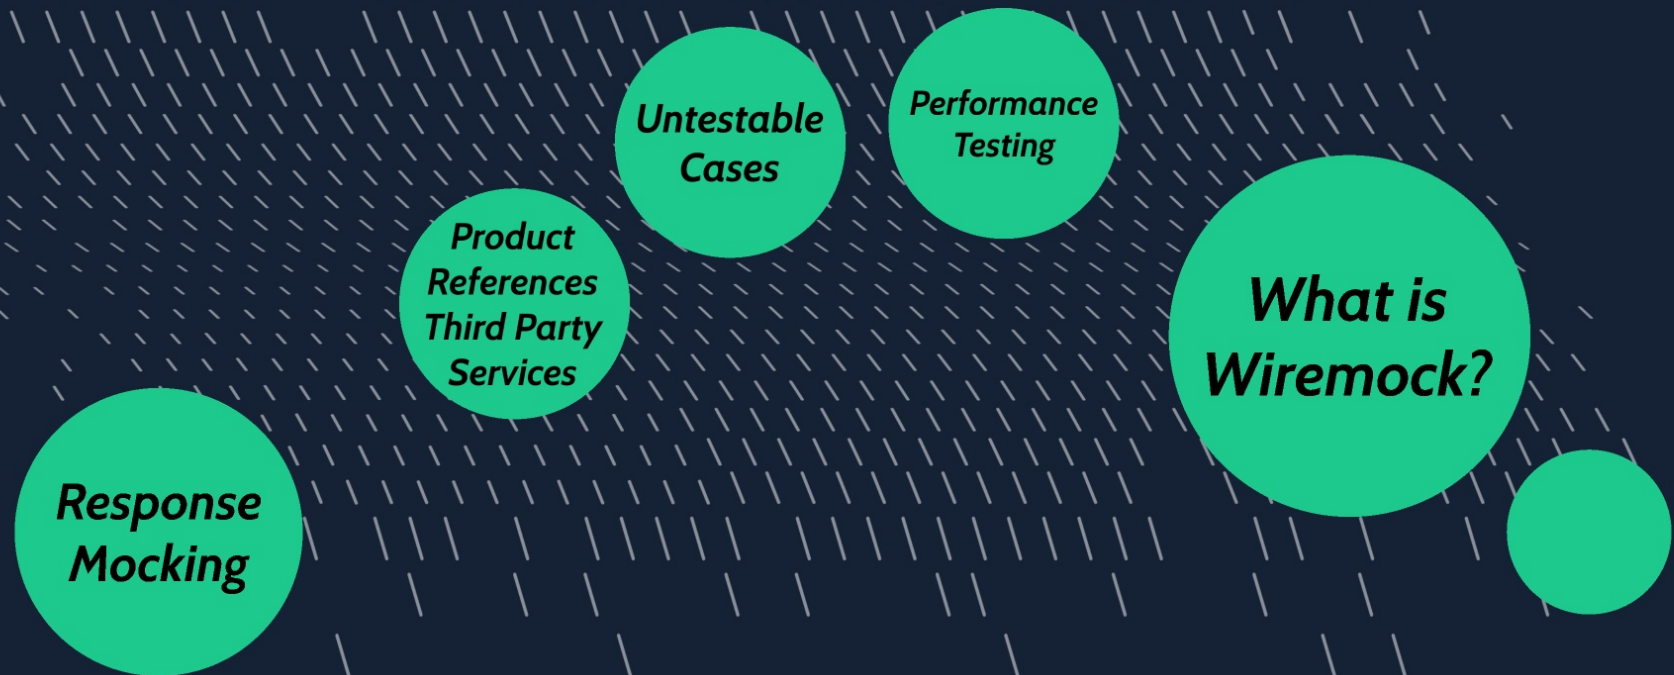 Response
Mocking
Product
References
Third Party
Services
Untestable
Cases
Performance
Testing
What is
Wiremock?